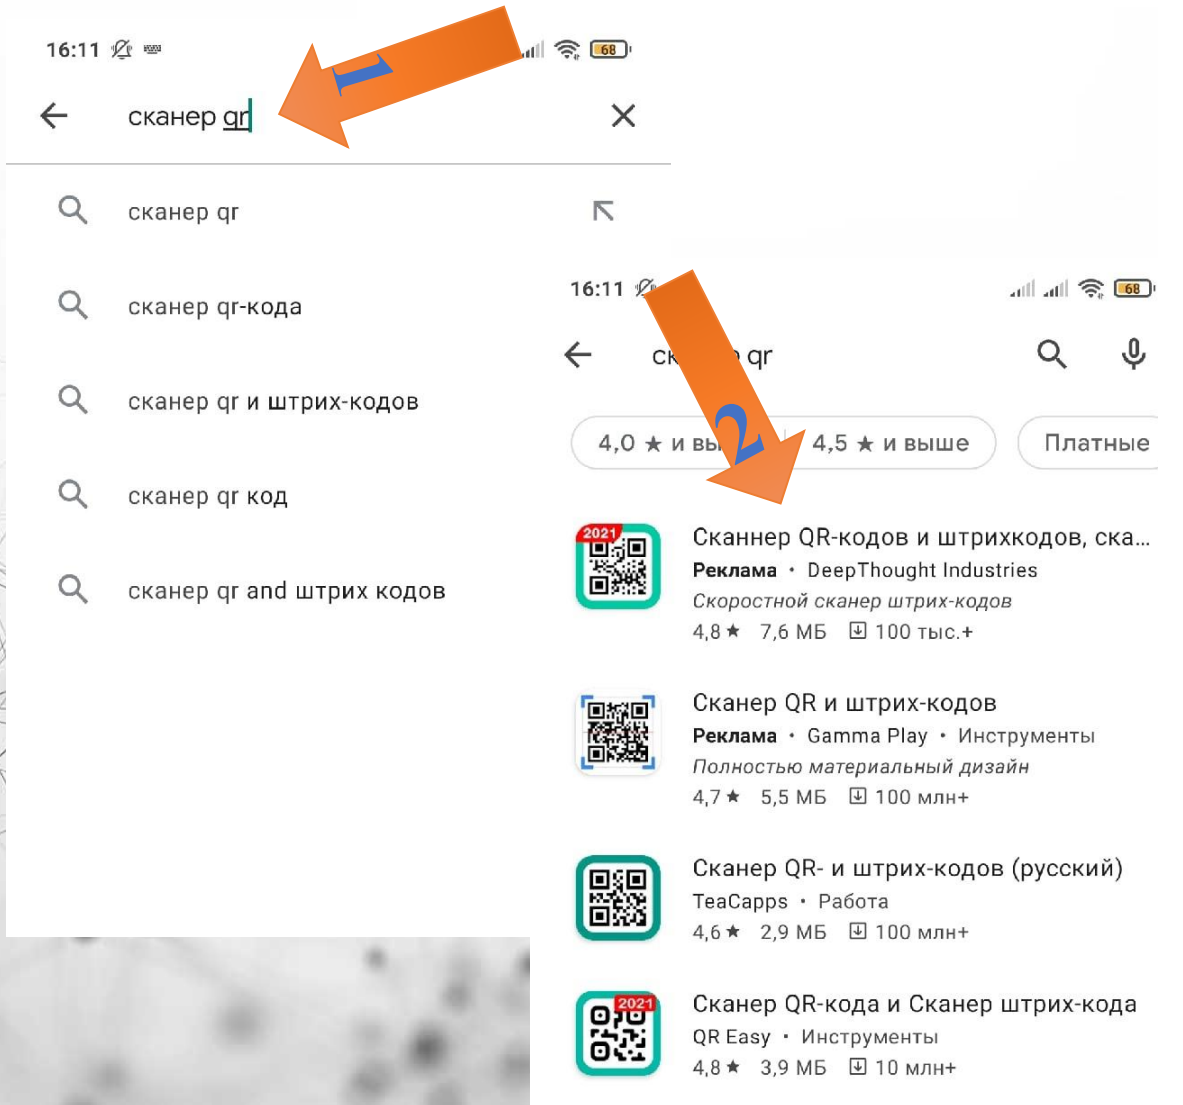 16:11
68
сканер qr
1
сканер qr
сканер qr-кода
сканер qr и штрих-кодов
сканер qr код
сканер qr and штрих кодов
16:11
68
qr
2
4,0 ★ и вы
4,5 ★ и выше
Платные
2021
Сканнер QR-кодов и штрихкодов, ска...
Реклама • DeepThought Industries
Скоростной сканер штрих-кодов
4,8 ★ 7,6 МБ 100 тыс.+
Сканер QR и штрих-кодов
Реклама • Gamma Play • Инструменты
Полностью материальный дизайн
4,7 ★ 5,5 МБ 100 млн+
Сканер QR- и штрих-кодов (русский)
TeaCapps • Работа
4,6 ★ 2,9 МБ 100 млн+
2021
Сканер QR-кода и Сканер штрих-кода
QR Easy • Инструменты
4,8 ★ 3,9 МБ 10 млн+